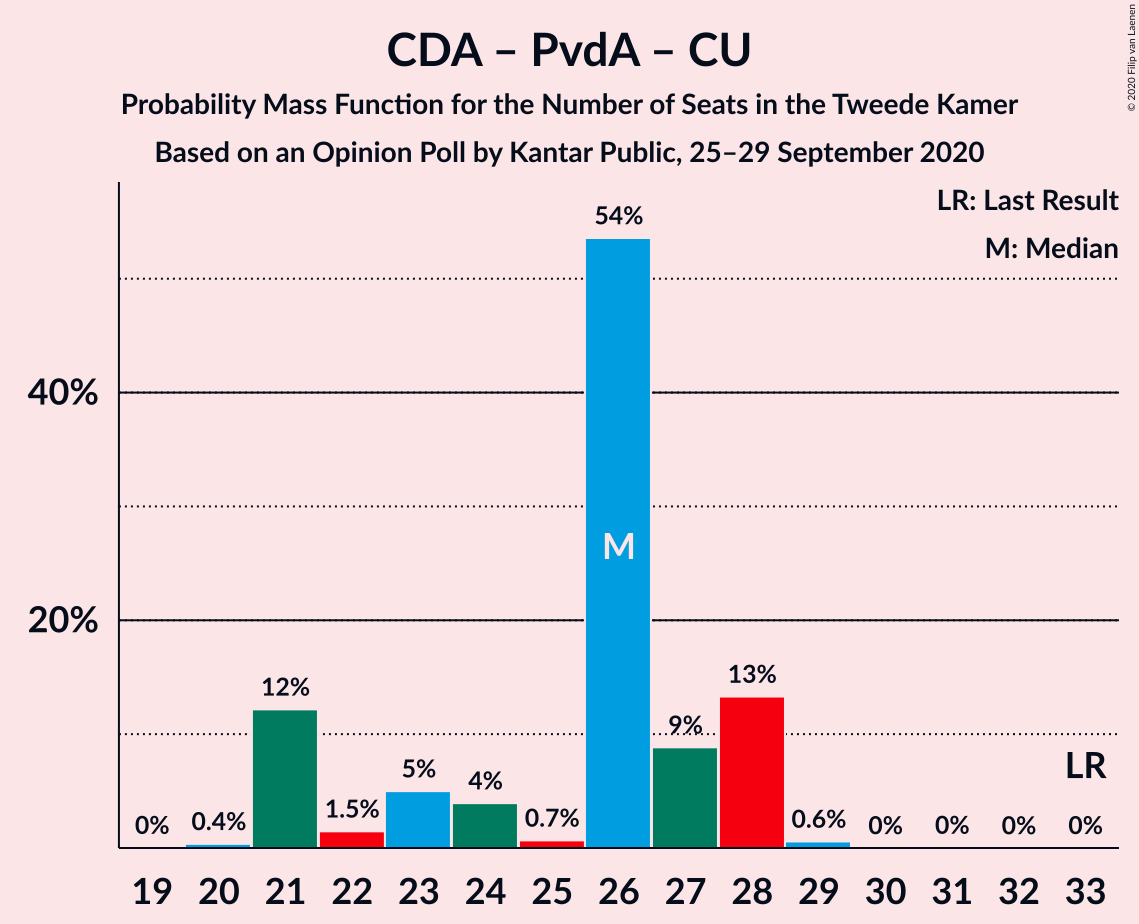 CDA – PvdA – CU
Probability Mass Function for the Number of Seats in the Tweede Kamer
Based on an Opinion Poll by Kantar Public, 25–29 September 2020
© 2020 Filip van Laenen
LR: Last Result
M: Median
40%
20%
0%
0.4%
12%
1.5%
5%
4%
0.7%
54%
M
9%
13%
0.6%
0%
0%
0%
0%
LR
19 20 21 22 23 24 25 26 27 28 29 30 31 32 33